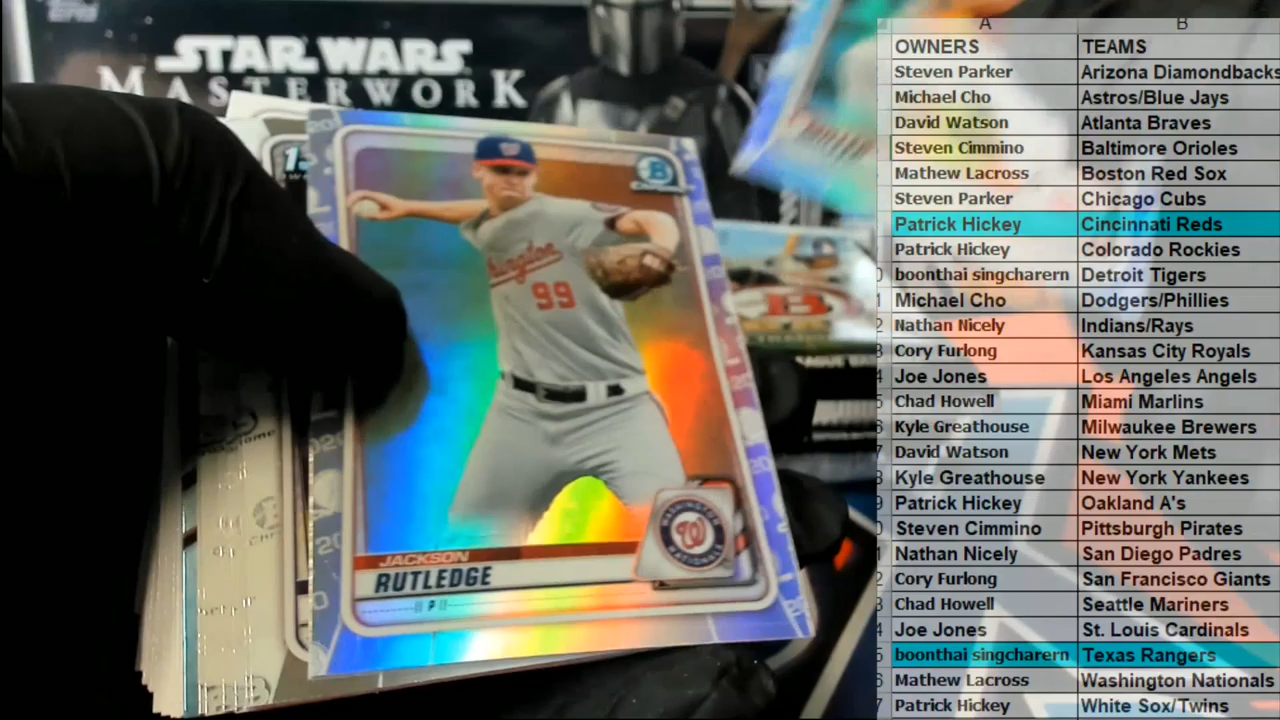 STAR WARS
MASTERWORK
99
JACKSON
RUTLEDGE
P
WASHINGTON
NATIONALS
A B
OWNERS TEAMS
Steven Parker Arizona Diamondbacks
Michael Cho Astros/Blue Jays
David Watson Atlanta Braves
Steven Cimmino Baltimore Orioles
Mathew Lacross Boston Red Sox
Steven Parker Chicago Cubs
Patrick Hickey Cincinnati Reds
Patrick Hickey Colorado Rockies
boonthai singcharern Detroit Tigers
Michael Cho Dodgers/Phillies
Nathan Nicely Indians/Rays
Cory Furlong Kansas City Royals
Joe Jones Los Angeles Angels
Chad Howell Miami Marlins
Kyle Greathouse Milwaukee Brewers
David Watson New York Mets
Kyle Greathouse New York Yankees
Patrick Hickey Oakland A's
Steven Cimmino Pittsburgh Pirates
Nathan Nicely San Diego Padres
Cory Furlong San Francisco Giants
Chad Howell Seattle Mariners
Joe Jones St. Louis Cardinals
boonthai singcharern Texas Rangers
Mathew Lacross Washington Nationals
Patrick Hickey White Sox/Twins